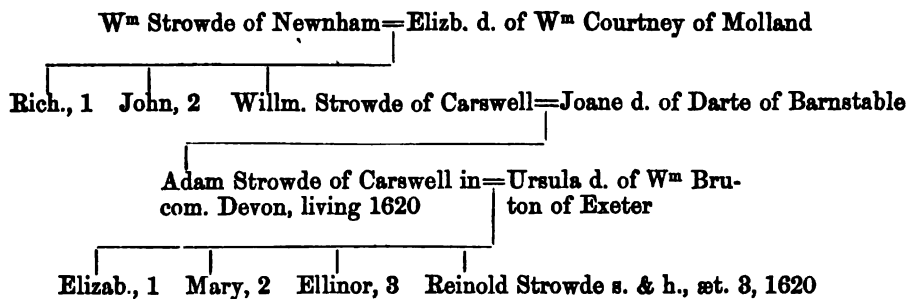 Wᵐ Strowde of Newnham=Elizb. d. of Wᵐ Courtney of Molland
Rich., 1 John, 2 Willm. Strowde of Carswell=Joane d. of Darte of Barnstable
Adam Strowde of Carswell in=Ursula d. of Wᵐ Bru-
com. Devon, living 1620 ton of Exeter
Elizab., 1 Mary, 2 Ellinor, 3 Reinold Strowde s. & h., æt. 3, 1620